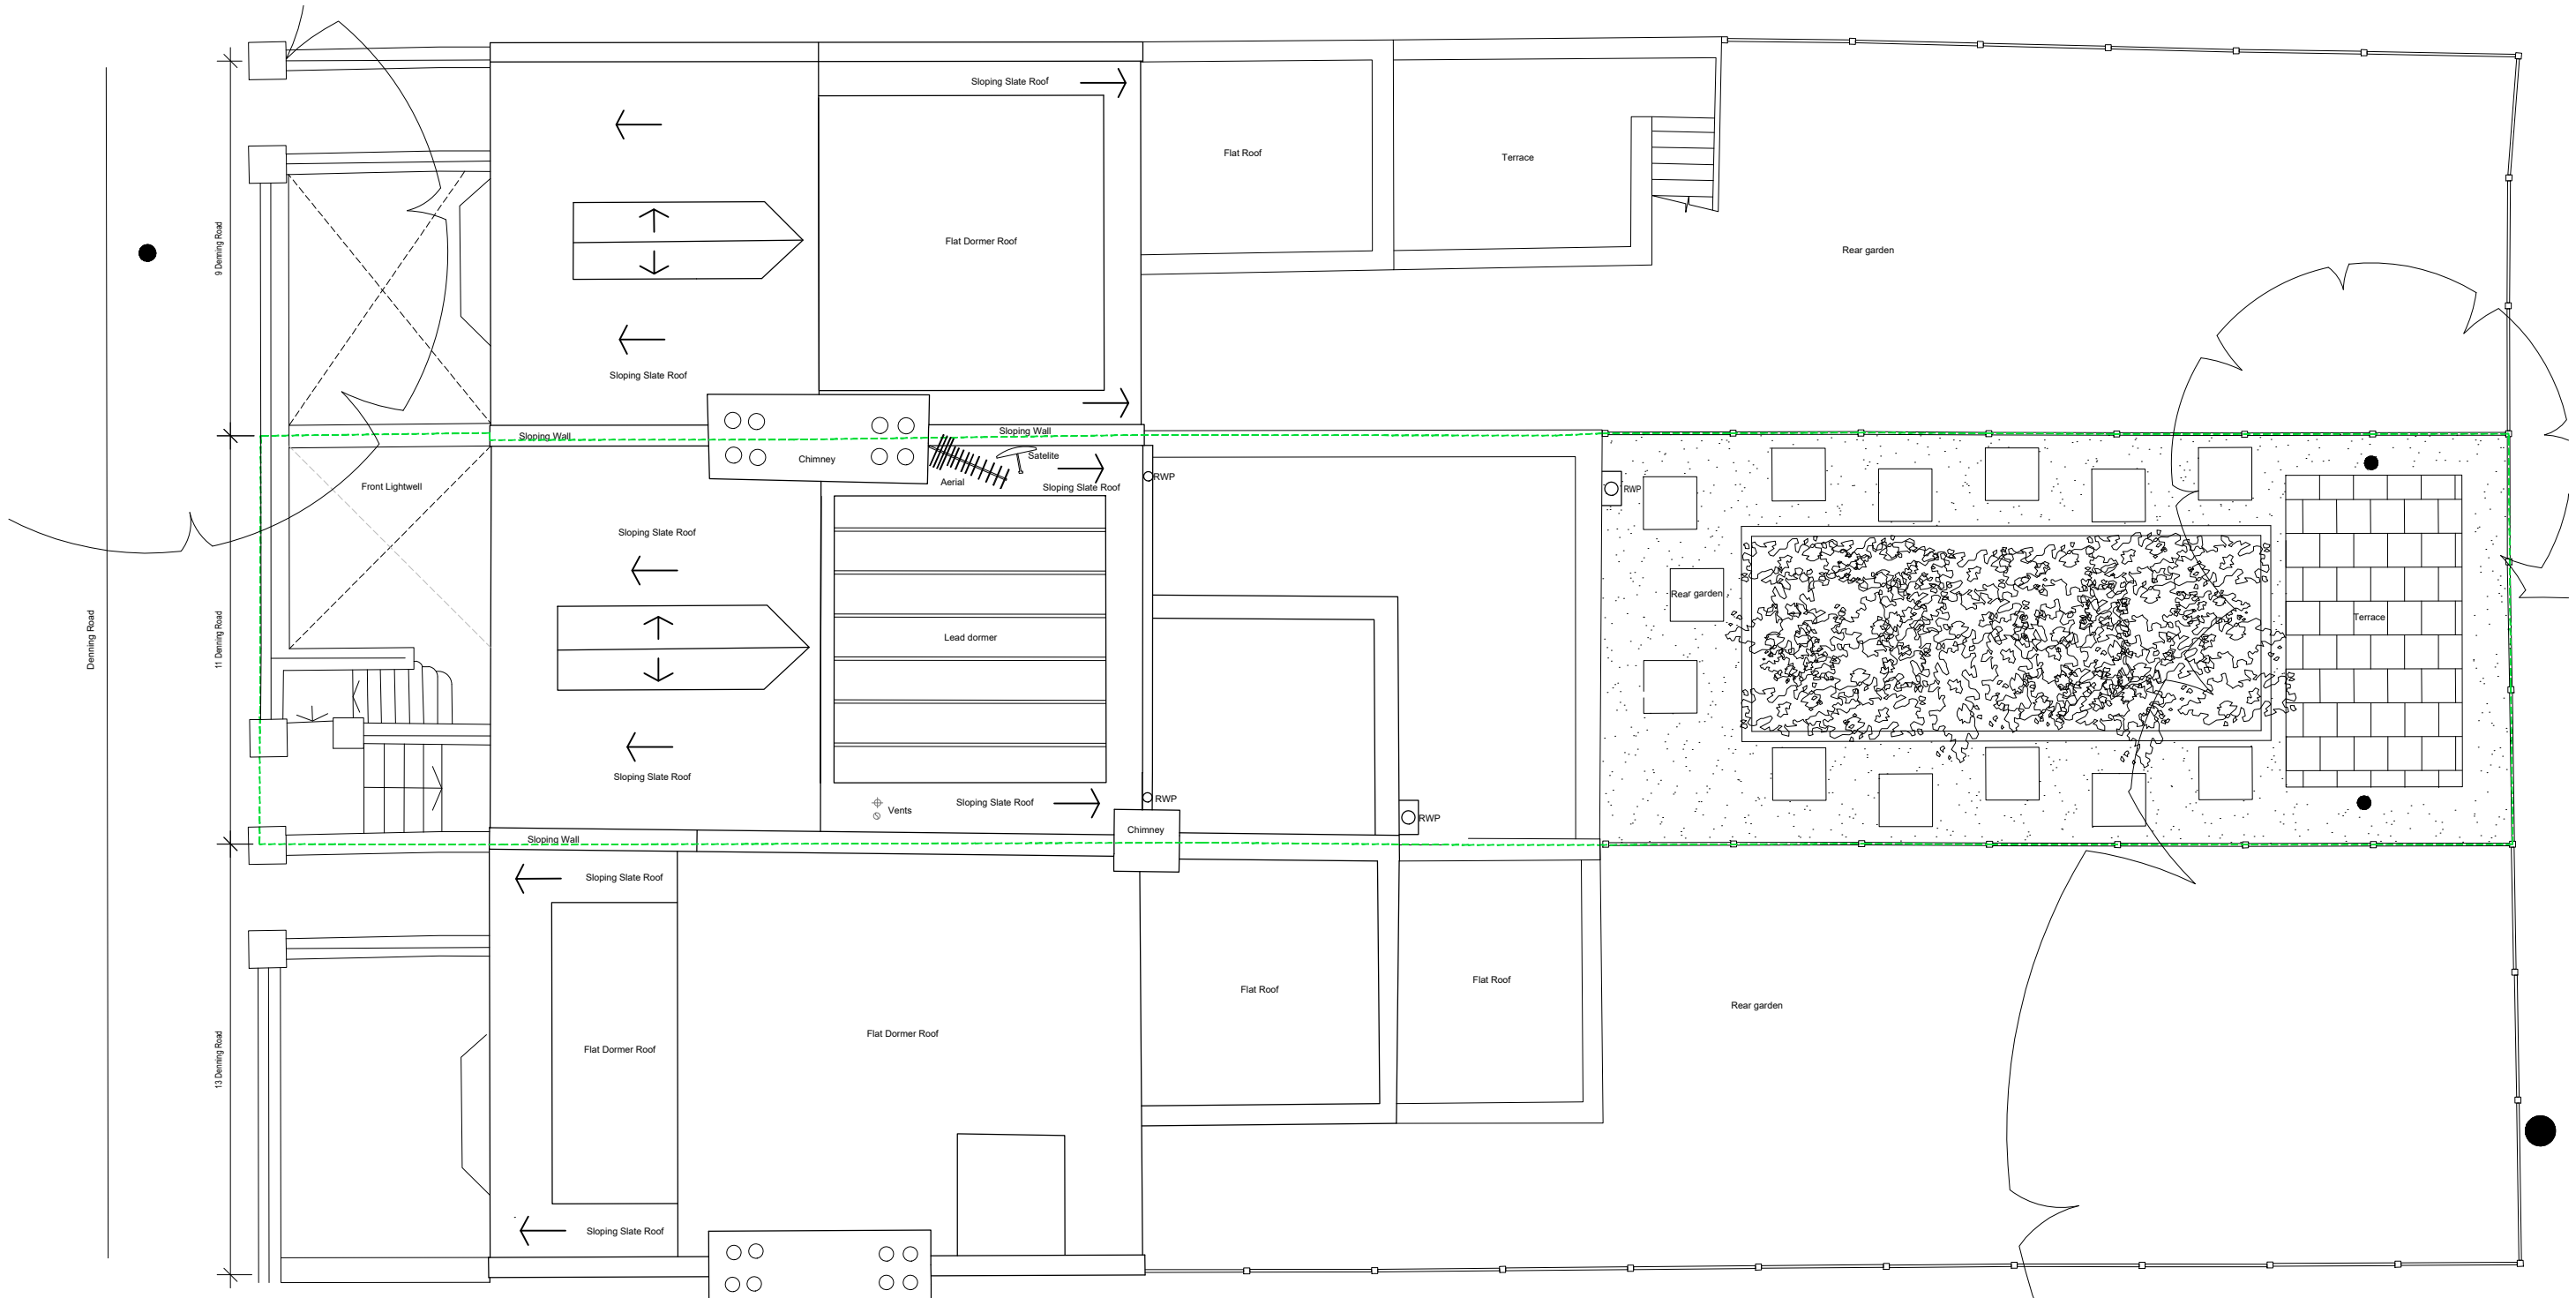 Sloping Slate Roof
Flat Roof
Terrace
9 Denning Road
Flat Dormer Roof
Rear garden
Sloping Slate Roof
Sloping Wall
Sloping Wall
Chimney
Satelite
Aerial
Sloping Slate Roof
RWP
RWP
Front Lightwell
Sloping Slate Roof
Rear garden
Terrace
Denning Road
11 Denning Road
Lead dormer
Sloping Slate Roof
Sloping Slate Roof
RWP
Vents
RWP
Chimney
Sloping Wall
Sloping Slate Roof
Flat Roof
Flat Roof
Rear garden
13 Denning Road
Flat Dormer Roof
Flat Dormer Roof
Sloping Slate Roof